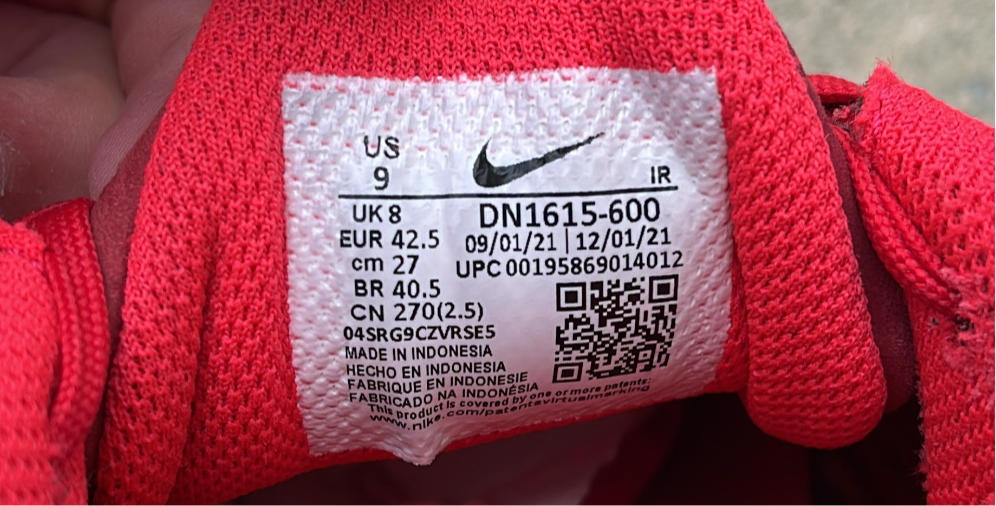 US
9
IR
UK 8
EUR 42.5
cm 27
BR 40.5
CN 270(2.5)
04SRG9CZVRSE5
DN1615-600
09/01/21 | 12/01/21
UPC 00195869014012
MADE IN INDONESIA
HECHO EN INDONESIA
FABRIQUE EN INDONESIE
FABRICADO NA INDONÉSIA
This product is covered by one or more patents:
www.nike.com/patentsvirtualmarking